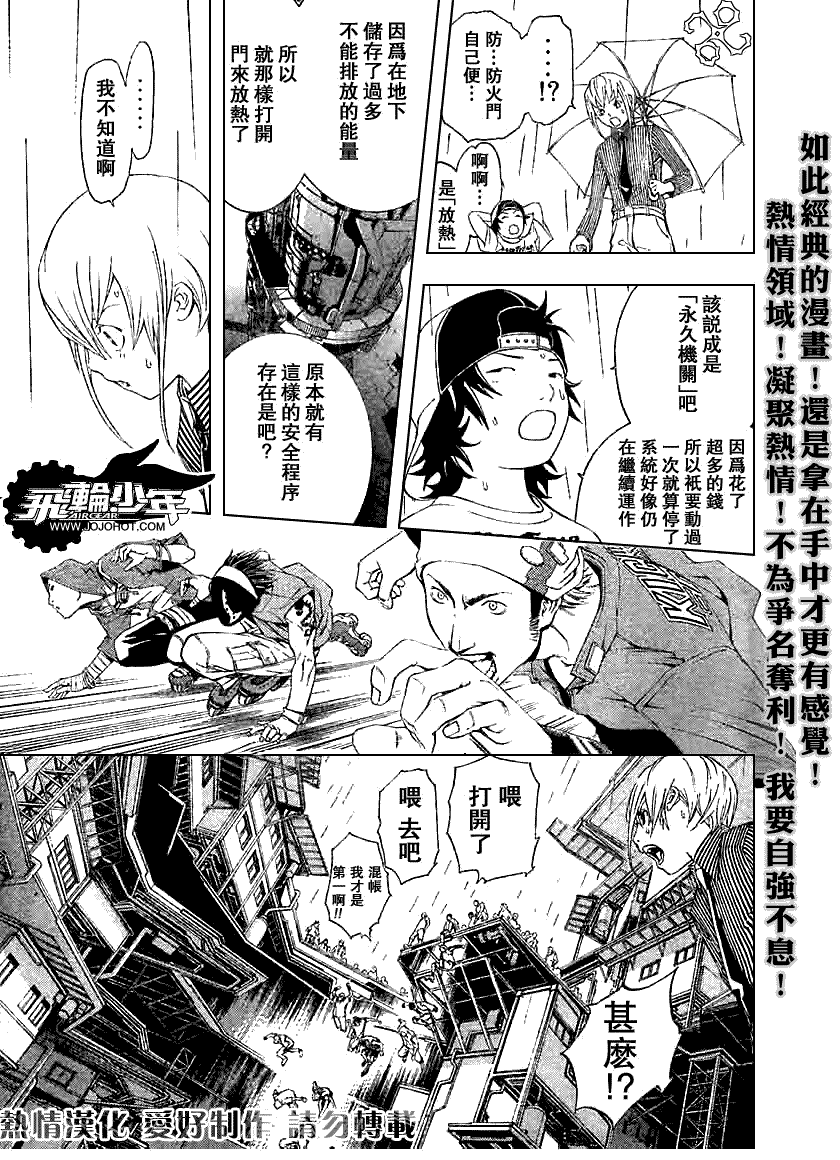 ‥‥
!?
防…防火門
自己便…
啊啊…
是「放熱」
因爲在地下
儲存了過多
不能排放的能量
所以
就那樣打開
門來放熱了
‥‥‥
我不知道啊
該説成是
「永久機關」吧
因爲花了
超多的錢
所以衹要動過
一次就算停了
系統好像仍
在繼續運作
原本就有
這樣的安全程序
存在是吧?
飛輪少年
AIRGEAR
WWW.JOJOHOT.COM
喂
打開了
喂
去吧
混帳
我才是
第一啊!!
甚麽!?
如此經典的漫畫！還是拿在手中才更有感覺！
熱情領域！凝聚熱情！不為爭名奪利！我要自強不息！
熱情漢化 愛好制作 請勿轉載